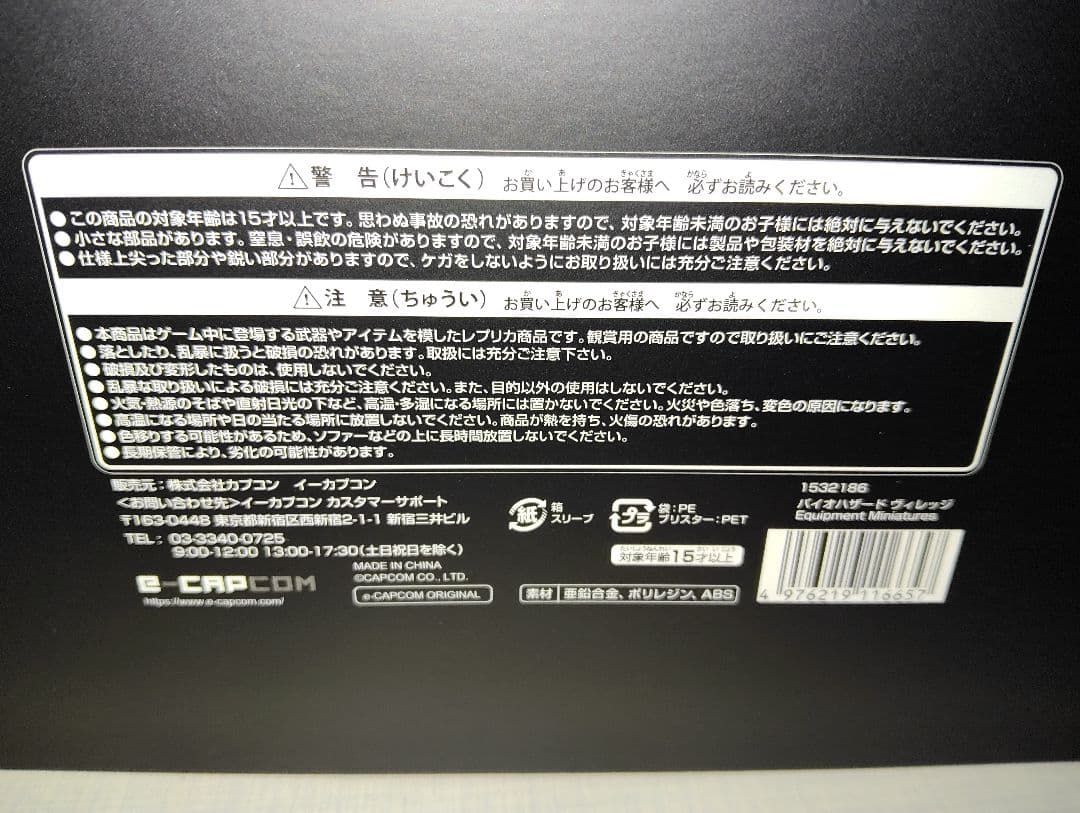 警 告(けいこく) お買い上げのお客様へ 必ずお読みください。
●この商品の対象年齢は15才以上です。思わぬ事故の恐れがありますので、対象年齢未満のお子様には絶対に与えないでください。
●小さな部品があります。窒息・誤飲の危険がありますので、対象年齢未満のお子様には製品や包装材を絶対に与えないでください。
●仕様上尖った部分や鋭い部分がありますので、ケガをしないようにお取り扱いには充分ご注意ください。
注 意(ちゅうい) お買い上げのお客様へ 必ずお読みください。
●本商品はゲーム中に登場する武器やアイテムを模したレプリカ商品です。観賞用の商品ですので取り扱いにご注意ください。
●落としたり、乱暴に扱うと破損の恐れがあります。取扱には充分ご注意下さい。
●破損及び変形したものは、使用しないでください。
●乱暴な取り扱いによる破損には充分ご注意ください。また、目的以外の使用はしないでください。
●火気・熱源のそばや直射日光の下など、高温・多湿になる場所には置かないでください。火災や色落ち、変色の原因になります。
●高温になる場所や日の当たる場所に放置しないでください。商品が熱を持ち、火傷の恐れがあります。
●色移りする可能性があるため、ソファーなどの上に長時間放置しないでください。
●長期保管により、劣化の可能性があります。
販売元:株式会社カプコン イーカプコン
<お問い合わせ先>イーカプコン カスタマーサポート
〒163-0448 東京都新宿区西新宿2-1-1 新宿三井ビル
TEL: 03-3340-0725
9:00-12:00 13:00-17:30(土日祝日を除く)
e-CAPCOM
https://www.e-capcom.com/
MADE IN CHINA
©CAPCOM CO., LTD.
e-CAPCOM ORIGINAL
紙 箱
スリーブ
プラ 袋:PE
ブリスター:PET
対象年齢15才以上
素材 亜鉛合金、ポリレジン、ABS
1532186
バイオハザード ヴィレッジ
Equipment Miniatures
4 976219 116657